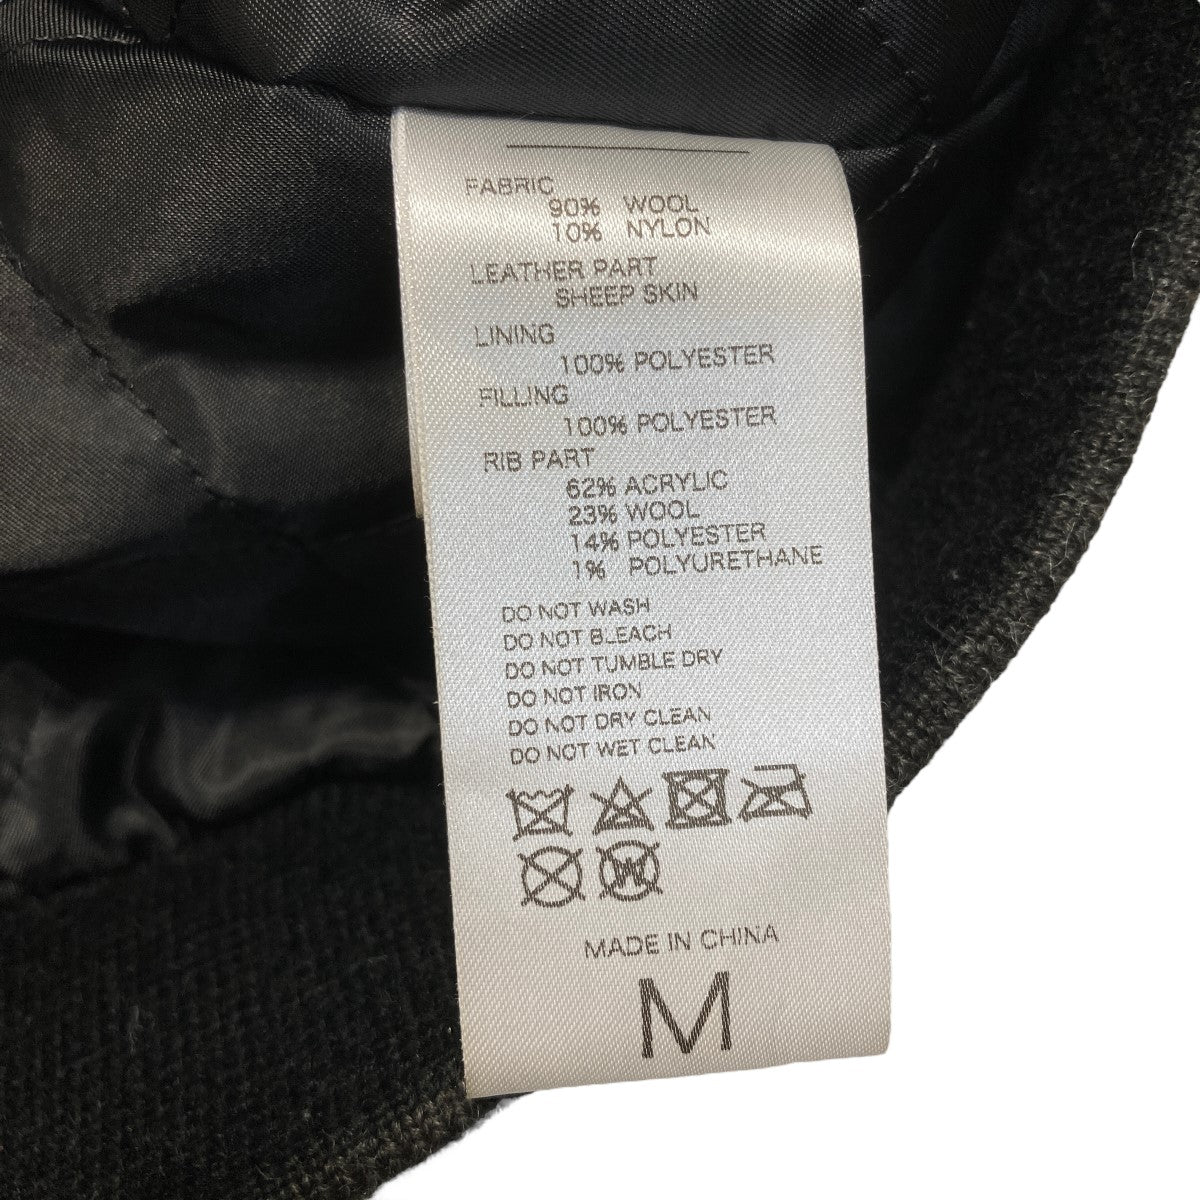 FABRIC
90% WOOL
10% NYLON
LEATHER PART
SHEEP SKIN
LINING
100% POLYESTER
FILLING
100% POLYESTER
RIB PART
62% ACRYLIC
23% WOOL
14% POLYESTER
1% POLYURETHANE
DO NOT WASH
DO NOT BLEACH
DO NOT TUMBLE DRY
DO NOT IRON
DO NOT DRY CLEAN
DO NOT WET CLEAN
W
MADE IN CHINA
M